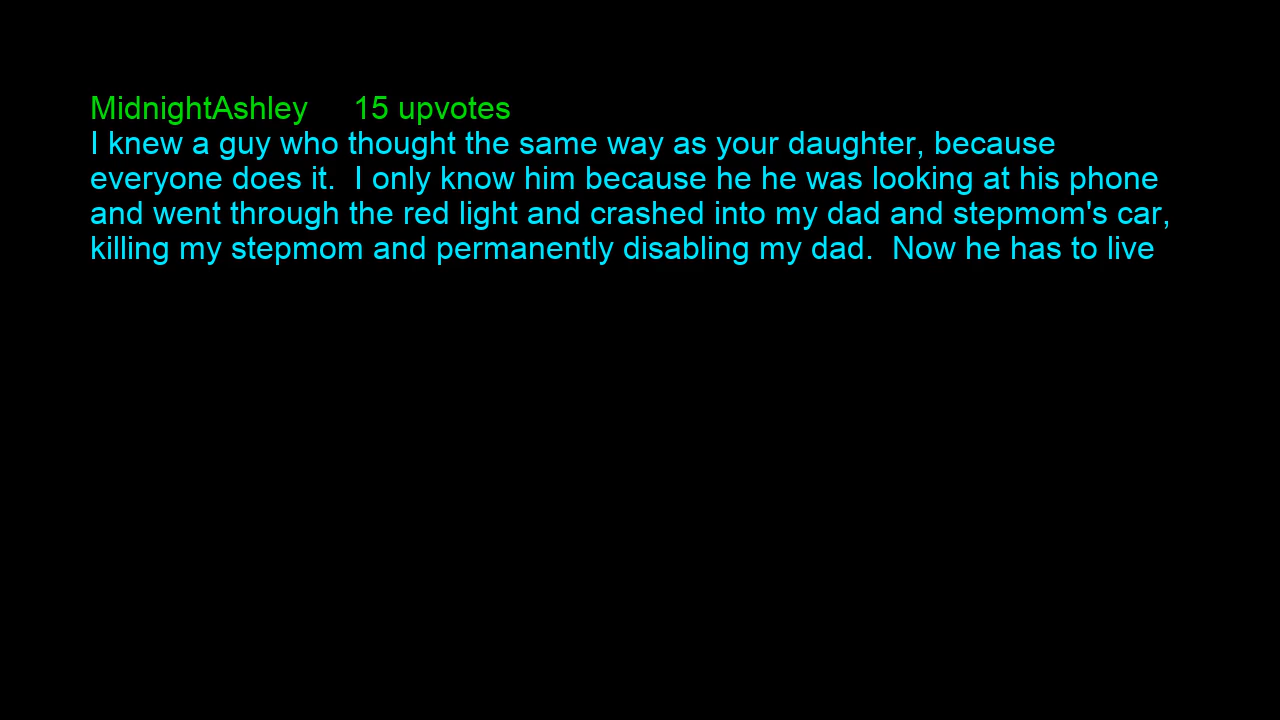 MidnightAshley     15 upvotes
I knew a guy who thought the same way as your daughter, because
everyone does it.  I only know him because he he was looking at his phone
and went through the red light and crashed into my dad and stepmom's car,
killing my stepmom and permanently disabling my dad.  Now he has to live